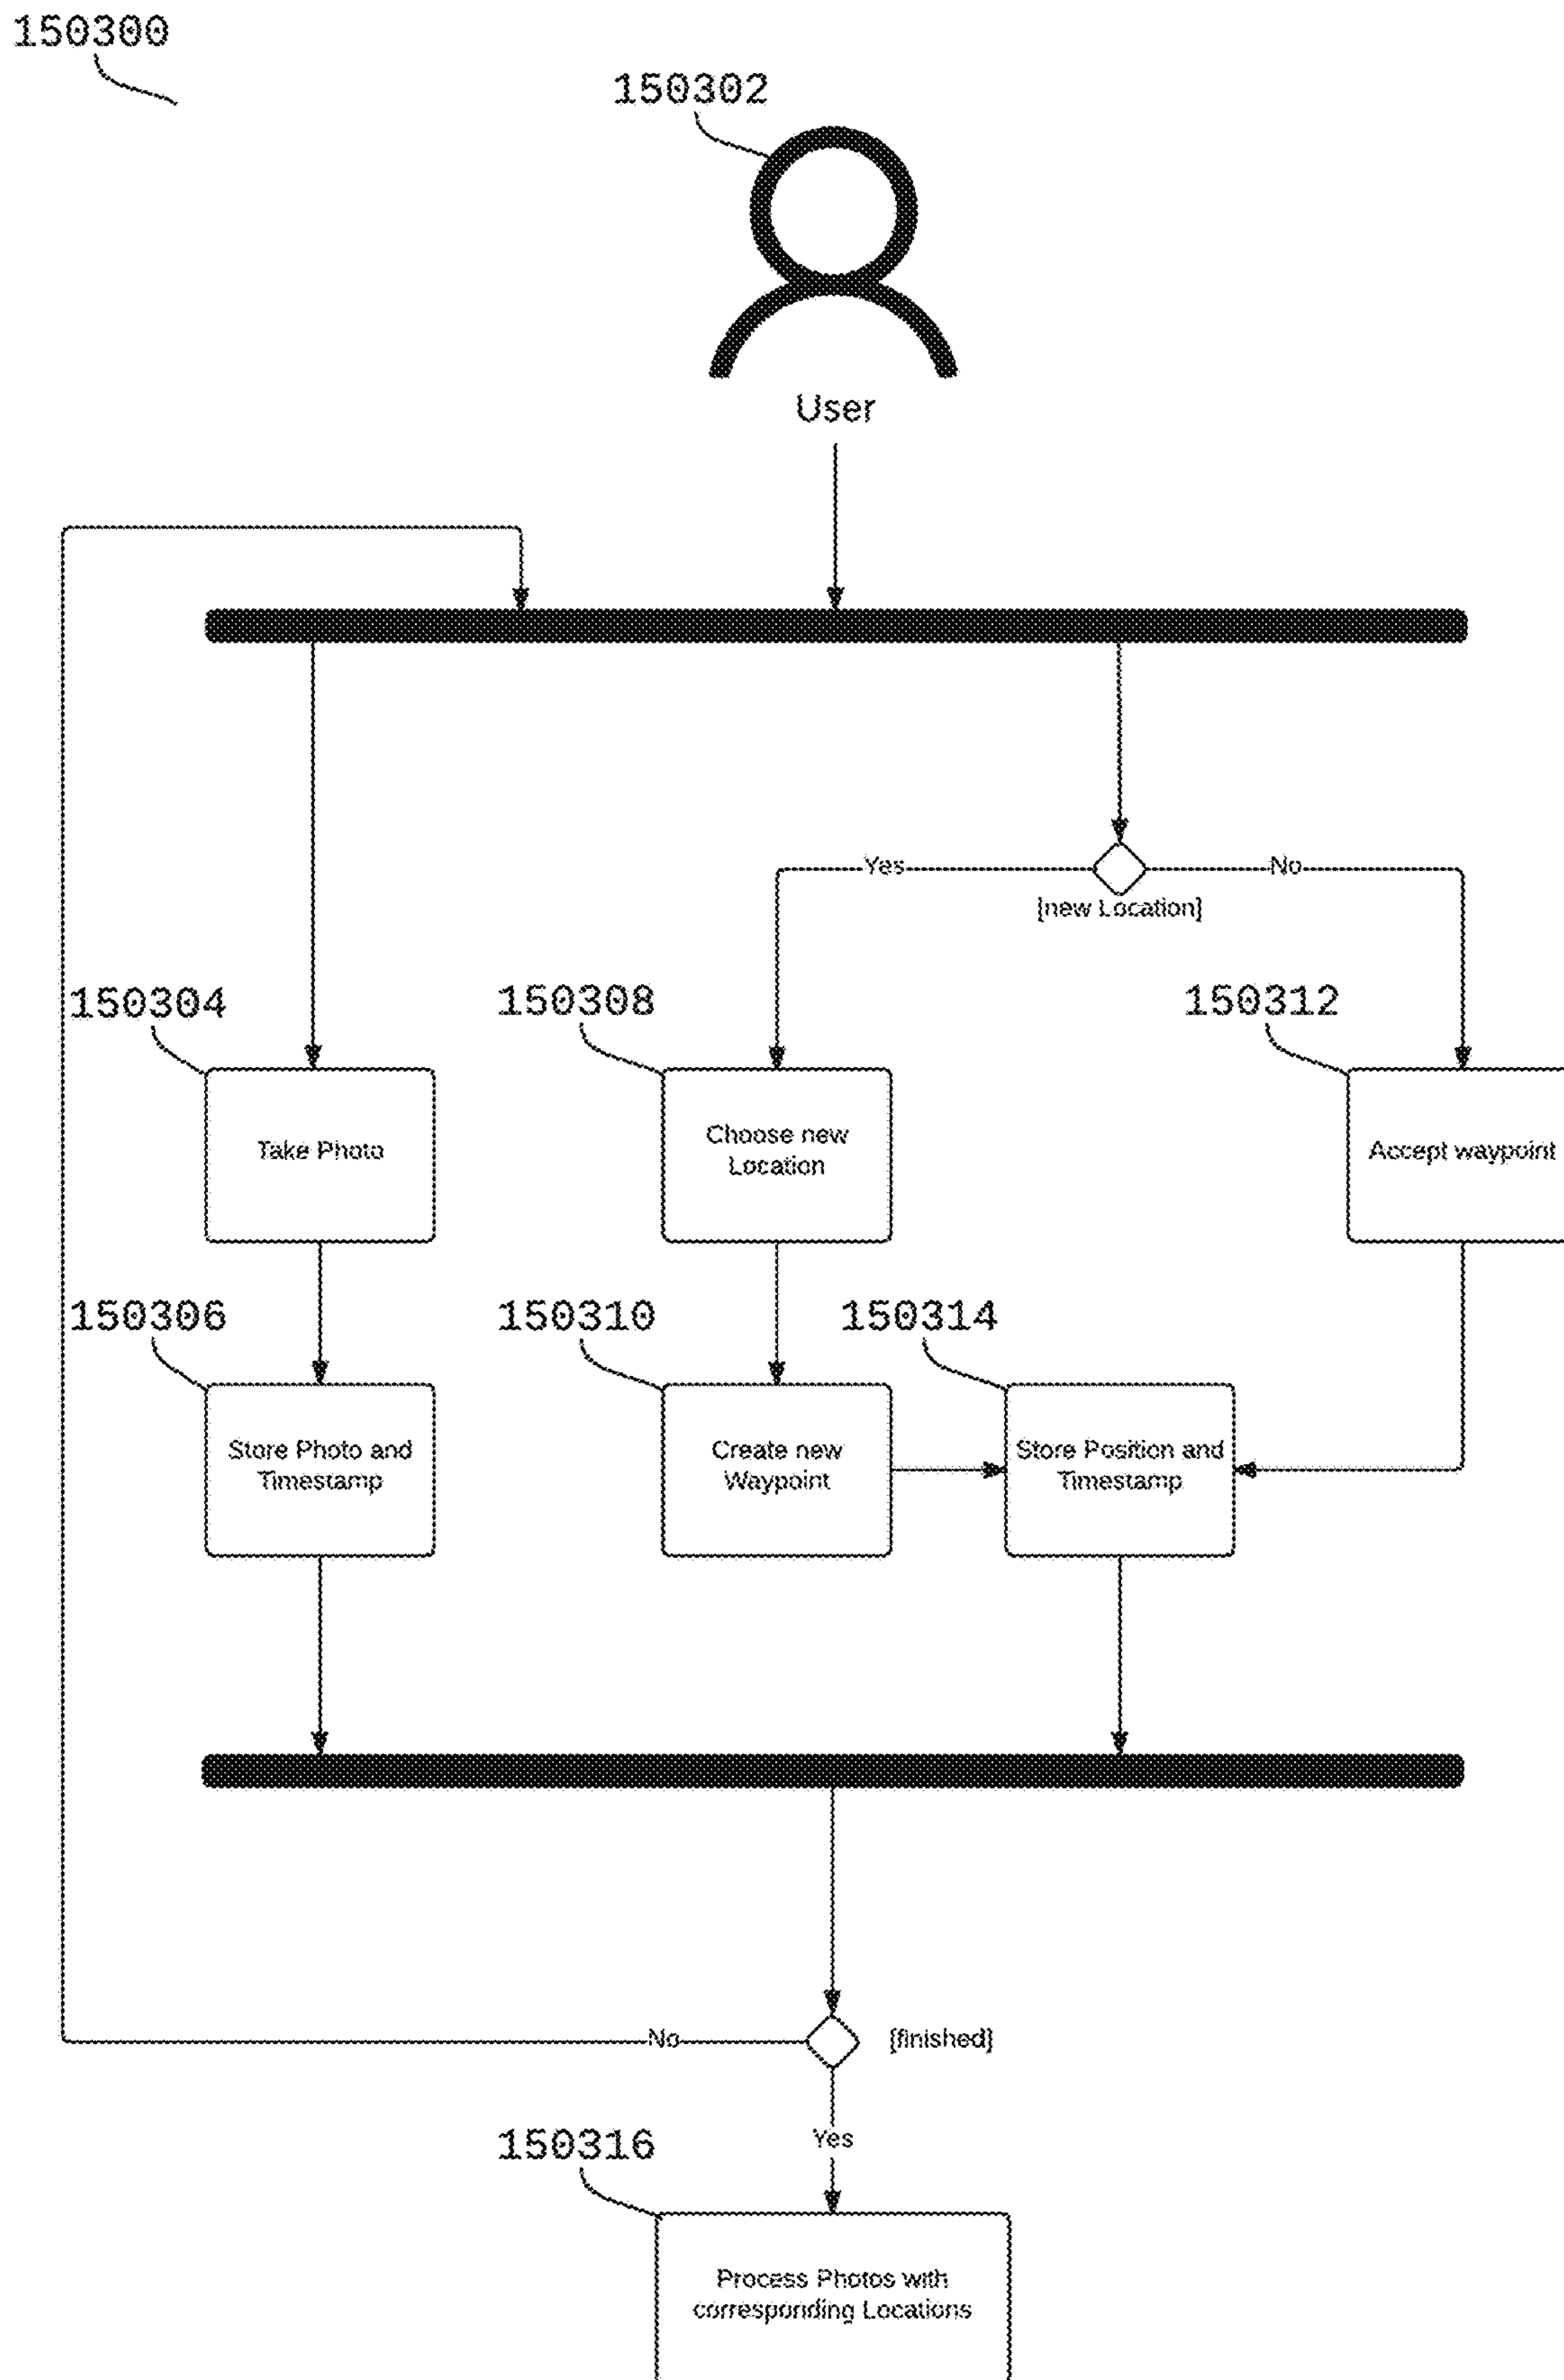 150300
150302
User
Yes
No
[new Location]
150304
150308
150312
Take Photo
Choose new
Location
Accept waypoint
150306
150310
150314
Store Photo and
Timestamp
Create new
Waypoint
Store Position and
Timestamp
No
[finished]
Yes
150316
Process Photos with
corresponding Locations